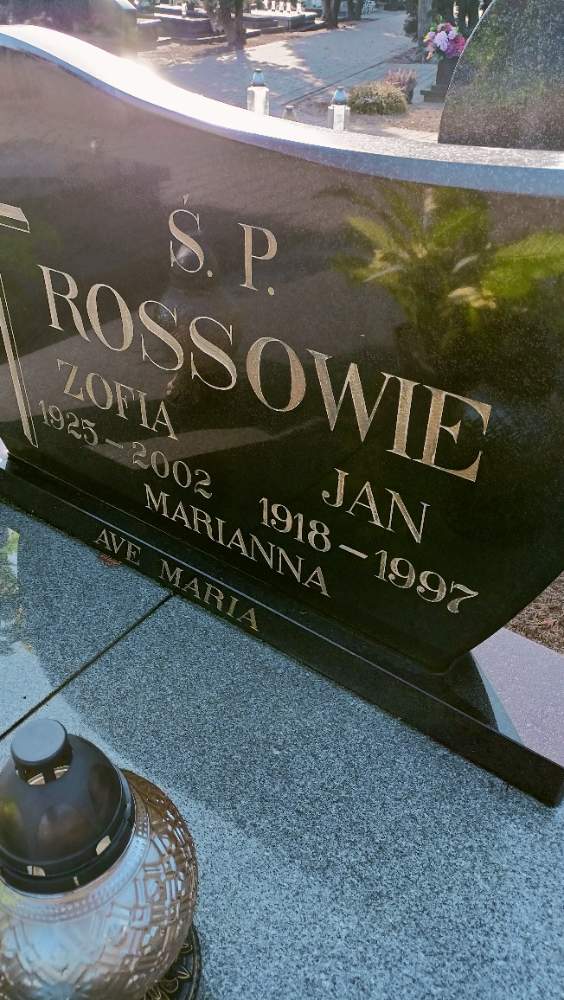 Ś. P.
ROSSOWIE
ZOFIA JAN
1925 – 2002 1918 – 1997
MARIANNA
AVE MARIA